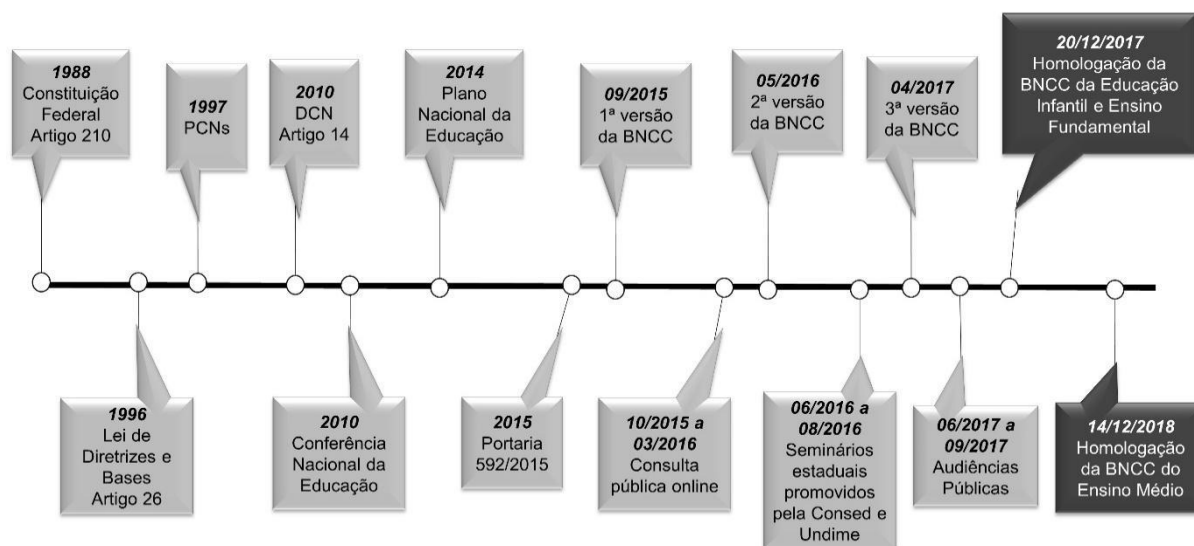 1988
Constituição
Federal
Artigo 210
1997
PCNs
2010
DCN
Artigo 14
2014
Plano
Nacional da
Educação
09/2015
1ª versão
da BNCC
05/2016
2ª versão
da BNCC
04/2017
3ª versão
da BNCC
20/12/2017
Homologação da
BNCC da Educação
Infantil e Ensino
Fundamental
1996
Lei de
Diretrizes e
Bases
Artigo 26
2010
Conferência
Nacional da
Educação
2015
Portaria
592/2015
10/2015 a
03/2016
Consulta
pública online
06/2016 a
08/2016
Seminários
estaduais
promovidos
pela Consed e
Undime
06/2017 a
09/2017
Audiências
Públicas
14/12/2018
Homologação
da BNCC do
Ensino Médio